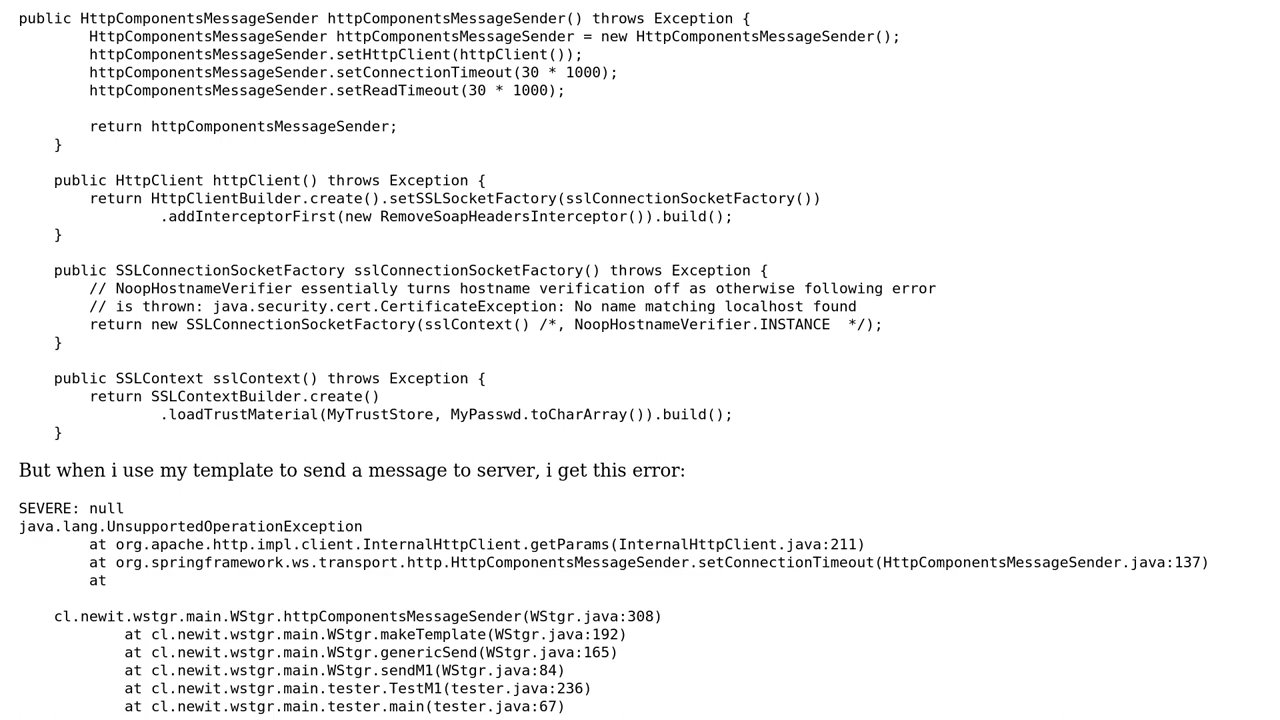 public HttpComponentsMessageSender httpComponentsMessageSender() throws Exception {
        HttpComponentsMessageSender httpComponentsMessageSender = new HttpComponentsMessageSender();
        httpComponentsMessageSender.setHttpClient(httpClient());
        httpComponentsMessageSender.setConnectionTimeout(30 * 1000);
        httpComponentsMessageSender.setReadTimeout(30 * 1000);

        return httpComponentsMessageSender;
    }

    public HttpClient httpClient() throws Exception {
        return HttpClientBuilder.create().setSSLSocketFactory(sslConnectionSocketFactory())
                .addInterceptorFirst(new RemoveSoapHeadersInterceptor()).build();
    }

    public SSLConnectionSocketFactory sslConnectionSocketFactory() throws Exception {
        // NoopHostnameVerifier essentially turns hostname verification off as otherwise following error
        // is thrown: java.security.cert.CertificateException: No name matching localhost found
        return new SSLConnectionSocketFactory(sslContext() /*, NoopHostnameVerifier.INSTANCE  */);
    }

    public SSLContext sslContext() throws Exception {
        return SSLContextBuilder.create()
                .loadTrustMaterial(MyTrustStore, MyPasswd.toCharArray()).build();
    }

But when i use my template to send a message to server, i get this error:

SEVERE: null
java.lang.UnsupportedOperationException
        at org.apache.http.impl.client.InternalHttpClient.getParams(InternalHttpClient.java:211)
        at org.springframework.ws.transport.http.HttpComponentsMessageSender.setConnectionTimeout(HttpComponentsMessageSender.java:137)
        at

    cl.newit.wstgr.main.WStgr.httpComponentsMessageSender(WStgr.java:308)
            at cl.newit.wstgr.main.WStgr.makeTemplate(WStgr.java:192)
            at cl.newit.wstgr.main.WStgr.genericSend(WStgr.java:165)
            at cl.newit.wstgr.main.WStgr.sendM1(WStgr.java:84)
            at cl.newit.wstgr.main.tester.TestM1(tester.java:236)
            at cl.newit.wstgr.main.tester.main(tester.java:67)